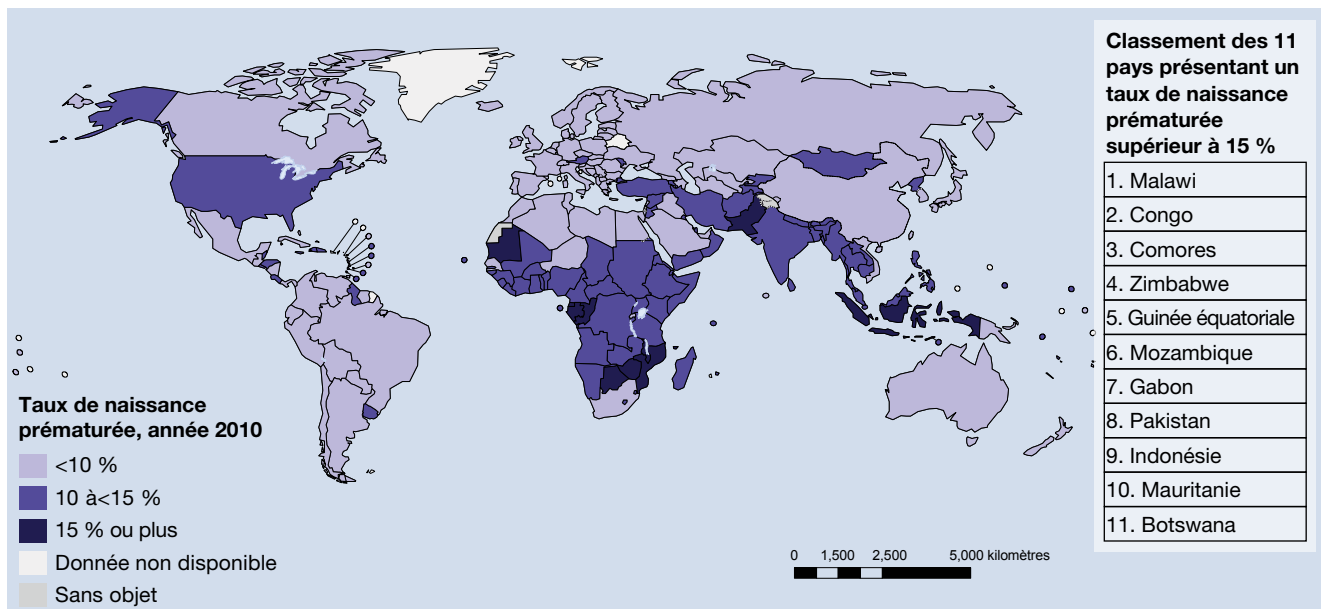 Classement des 11
pays présentant un
taux de naissance
prématurée
supérieur à 15 %
1. Malawi
2. Congo
3. Comores
4. Zimbabwe
5. Guinée équatoriale
6. Mozambique
7. Gabon
8. Pakistan
9. Indonésie
10. Mauritanie
11. Botswana
Taux de naissance
prématurée, année 2010
<10 %
10 à<15 %
15 % ou plus
Donnée non disponible
Sans objet
0 1,500 2,500 5,000 kilomètres